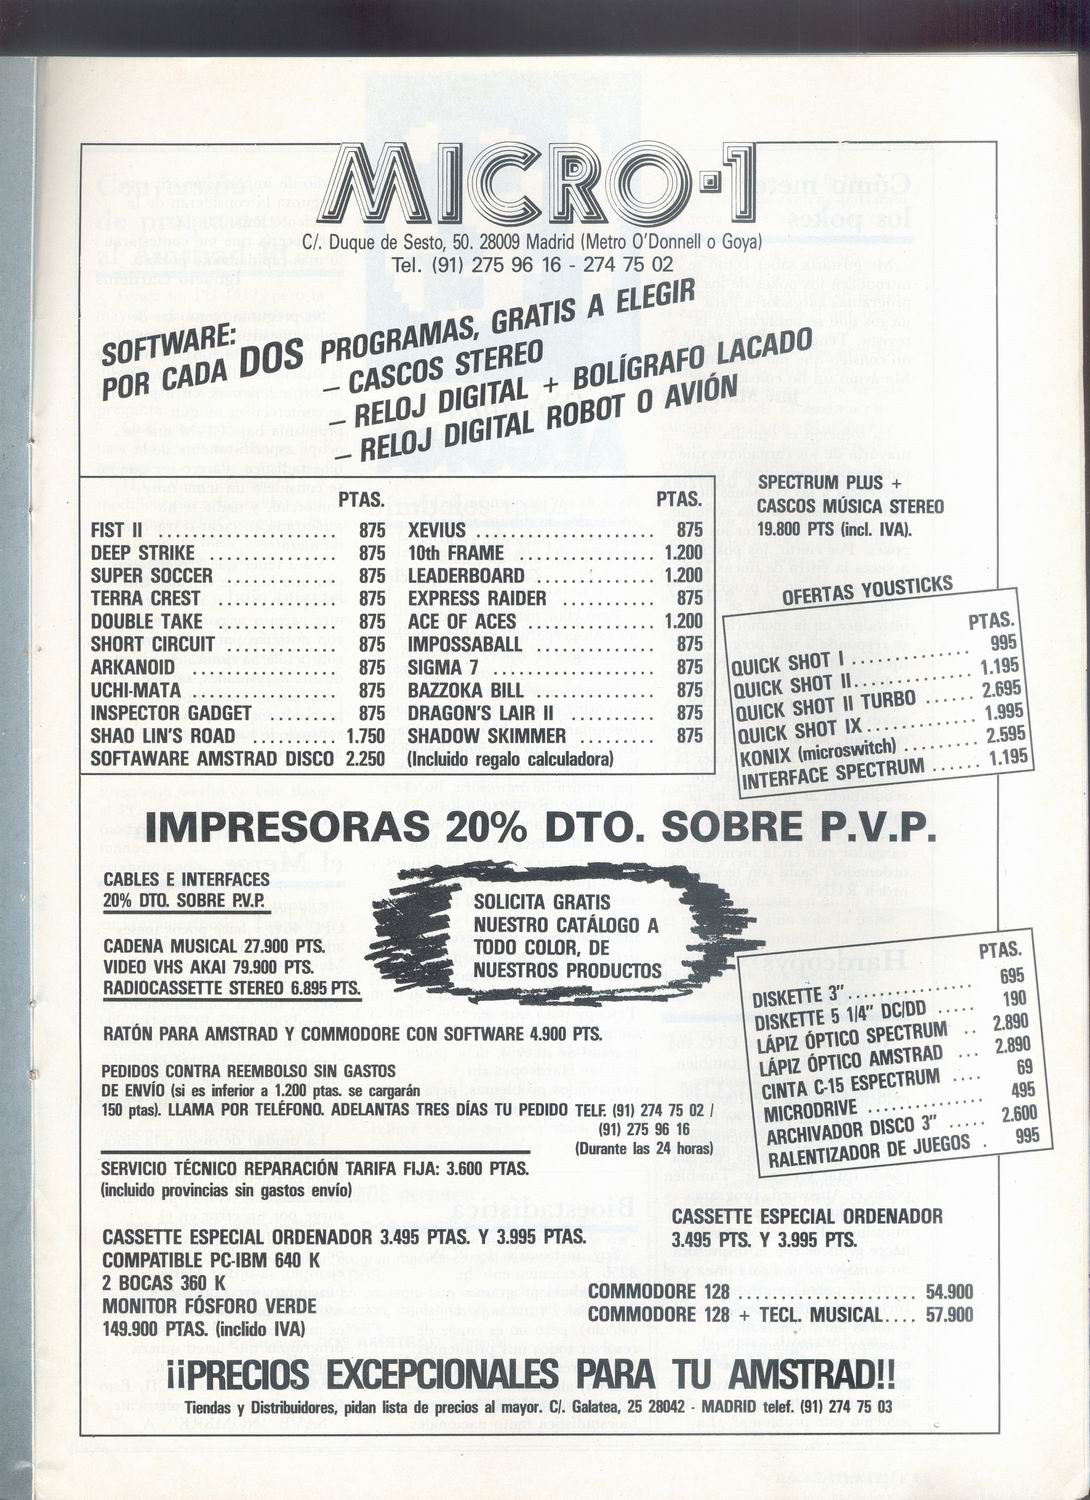 MICRO-1
C/. Duque de Sesto, 50. 28009 Madrid (Metro O'Donnell o Goya)
Tel. (91) 275 96 16 - 274 75 02
SOFTWARE:
POR CADA DOS PROGRAMAS, GRATIS A ELEGIR
– CASCOS STEREO
– RELOJ DIGITAL + BOLÍGRAFO LACADO
– RELOJ DIGITAL ROBOT O AVIÓN
PTAS. PTAS.
FIST II ..................... 875 XEVIUS ..................... 875
DEEP STRIKE ............... 875 10th FRAME ............... 1.200
SUPER SOCCER ............. 875 LEADERBOARD ............. 1.200
TERRA CREST .............. 875 EXPRESS RAIDER .......... 875
DOUBLE TAKE .............. 875 ACE OF ACES .............. 1.200
SHORT CIRCUIT ............ 875 IMPOSSABALL .............. 875
ARKANOID ................. 875 SIGMA 7 ................... 875
UCHI-MATA ................ 875 BAZZOKA BILL ............. 875
INSPECTOR GADGET ........ 875 DRAGON'S LAIR II .......... 875
SHAO LIN'S ROAD .......... 1.750 SHADOW SKIMMER .......... 875
SOFTAWARE AMSTRAD DISCO 2.250 (Incluido regalo calculadora)
SPECTRUM PLUS +
CASCOS MÚSICA STEREO
19.800 PTS (incl. IVA).
OFERTAS YOUSTICKS
PTAS.
QUICK SHOT I .............. 995
QUICK SHOT II.............. 1.195
QUICK SHOT II TURBO ...... 2.695
QUICK SHOT IX............. 1.995
KONIX (microswitch) ......... 2.595
INTERFACE SPECTRUM ...... 1.195
IMPRESORAS 20% DTO. SOBRE P.V.P.
CABLES E INTERFACES
20% DTO. SOBRE P.V.P.
CADENA MUSICAL 27.900 PTS.
VIDEO VHS AKAI 79.900 PTS.
RADIOCASSETTE STEREO 6.895 PTS.
SOLICITA GRATIS
NUESTRO CATÁLOGO A
TODO COLOR, DE
NUESTROS PRODUCTOS
RATÓN PARA AMSTRAD Y COMMODORE CON SOFTWARE 4.900 PTS.
PEDIDOS CONTRA REEMBOLSO SIN GASTOS
DE ENVÍO (si es inferior a 1.200 ptas. se cargarán
150 ptas). LLAMA POR TELÉFONO. ADELANTAS TRES DÍAS TU PEDIDO TELF. (91) 274 75 02 /
(91) 275 96 16
(Durante las 24 horas)
PTAS.
DISKETTE 3"................ 695
DISKETTE 5 1/4" DC/DD ..... 190
LÁPIZ ÓPTICO SPECTRUM .. 2.890
LÁPIZ ÓPTICO AMSTRAD ... 2.890
CINTA C-15 ESPECTRUM .... 69
MICRODRIVE ............... 495
ARCHIVADOR DISCO 3" ..... 2.600
RALENTIZADOR DE JUEGOS . 995
SERVICIO TÉCNICO REPARACIÓN TARIFA FIJA: 3.600 PTAS.
(incluido provincias sin gastos envío)
CASSETTE ESPECIAL ORDENADOR 3.495 PTAS. Y 3.995 PTAS.
COMPATIBLE PC-IBM 640 K
2 BOCAS 360 K
MONITOR FÓSFORO VERDE
149.900 PTAS. (inclido IVA)
CASSETTE ESPECIAL ORDENADOR
3.495 PTS. Y 3.995 PTS.
COMMODORE 128 ....................... 54.900
COMMODORE 128 + TECL. MUSICAL.... 57.900
¡¡PRECIOS EXCEPCIONALES PARA TU AMSTRAD!!
Tiendas y Distribuidores, pidan lista de precios al mayor. C/. Galatea, 25 28042 - MADRID telef. (91) 274 75 03